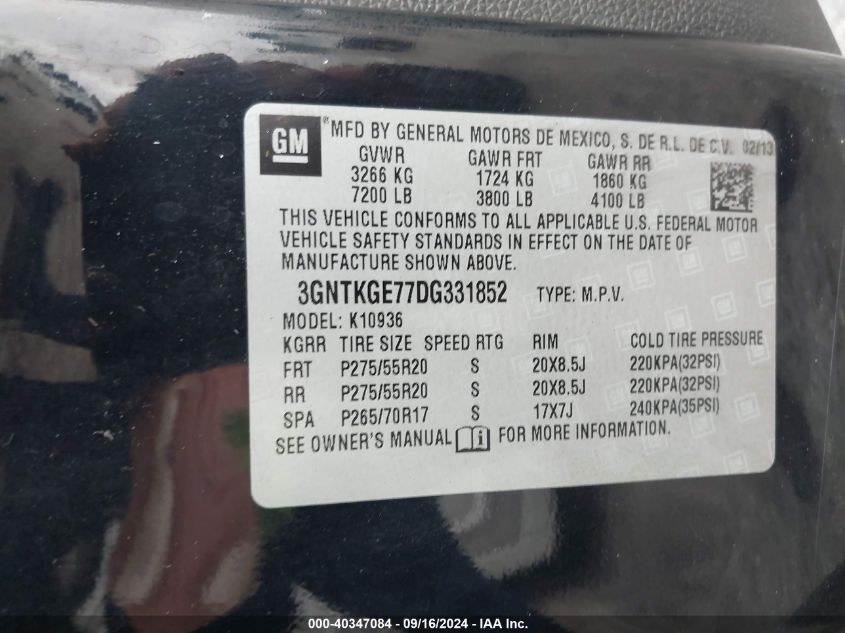 GM ® MFD BY GENERAL MOTORS DE MEXICO, S. DE R.L. DE C.V. 02/13
GVWR GAWR FRT GAWR RR
3266 KG 1724 KG 1860 KG
7200 LB 3800 LB 4100 LB
THIS VEHICLE CONFORMS TO ALL APPLICABLE U.S. FEDERAL MOTOR
VEHICLE SAFETY STANDARDS IN EFFECT ON THE DATE OF
MANUFACTURE SHOWN ABOVE.
3GNTKGE77DG331852 TYPE: M.P.V.
MODEL: K10936
KGRR TIRE SIZE SPEED RTG RIM COLD TIRE PRESSURE
FRT P275/55R20 S 20X8.5J 220KPA(32PSI)
RR P275/55R20 S 20X8.5J 220KPA(32PSI)
SPA P265/70R17 S 17X7J 240KPA(35PSI)
SEE OWNER'S MANUAL i FOR MORE INFORMATION.
000-40347084 - 09/16/2024 - IAA Inc.